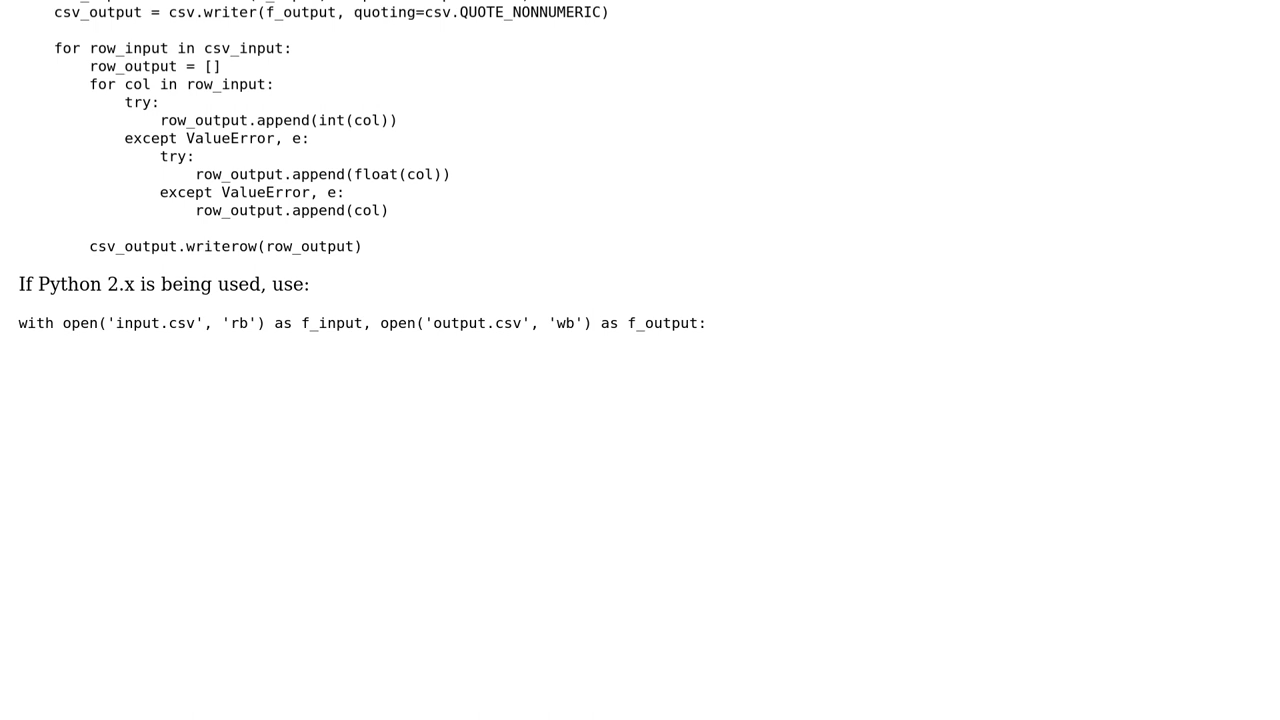 csv_output = csv.writer(f_output, quoting=csv.QUOTE_NONNUMERIC)
for row_input in csv_input:
row_output = []
for col in row_input:
try:
row_output.append(int(col))
except ValueError, e:
try:
row_output.append(float(col))
except ValueError, e:
row_output.append(col)
csv_output.writerow(row_output)
If Python 2.x is being used, use:
with open('input.csv', 'rb') as f_input, open('output.csv', 'wb') as f_output: